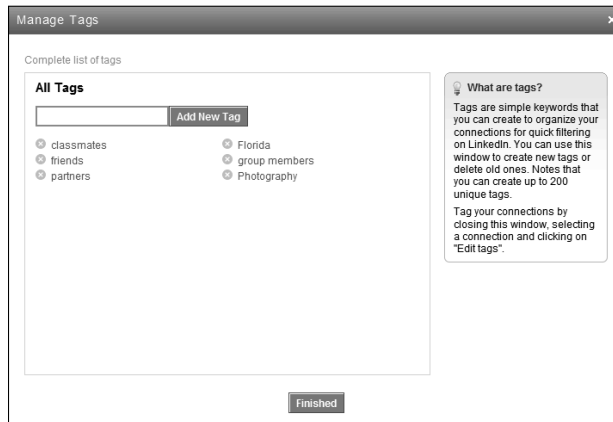 Manage Tags
Complete list of tags
All Tags
Add New Tag
classmates
Florida
friends
group members
partners
Photography
What are tags?
Tags are simple keywords that
you can create to organize your
connections for quick filtering
on LinkedIn. You can use this
window to create new tags or
delete old ones. Notes that
you can create up to 200
unique tags.
Tag your connections by
closing this window, selecting
a connection and clicking on
"Edit tags".
Finished